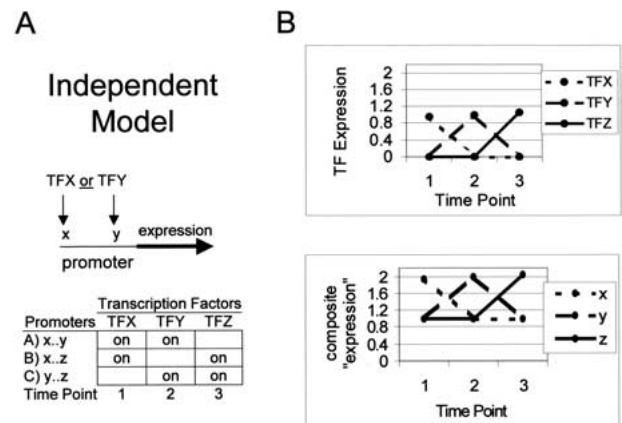 A
Independent
Model
TFX or TFY
x y expression
promoter
Transcription Factors
Promoters TFX TFY TFZ
A) x..y on on
B) x..z on on
C) y..z on on
Time Point 1 2 3
B
TF Expression
2
1.6
1.2
0.8
0.4
0
1 2 3
Time Point
TFX
TFY
TFZ
composite
"expression"
2
1.6
1.2
0.8
0.4
0
1 2 3
Time Point
x
y
z